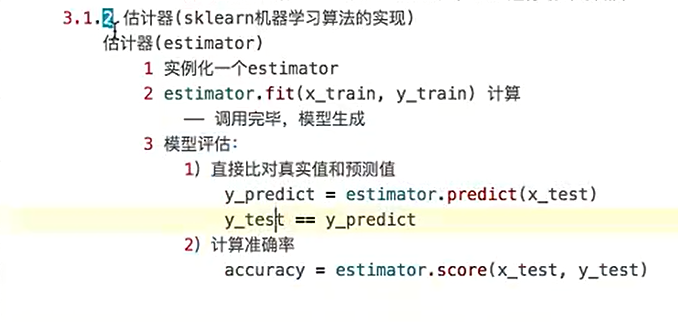 3.1.2 估计器(sklearn机器学习算法的实现)
估计器(estimator)
1 实例化一个estimator
2 estimator.fit(x_train, y_train) 计算
—— 调用完毕，模型生成
3 模型评估：
1）直接比对真实值和预测值
y_predict = estimator.predict(x_test)
y_test == y_predict
2）计算准确率
accuracy = estimator.score(x_test, y_test)